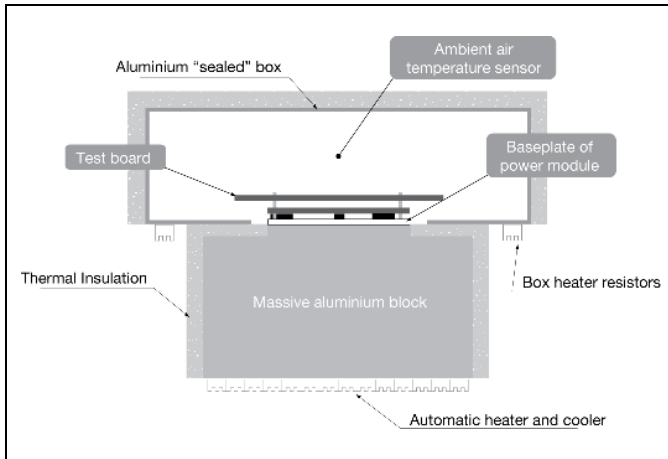 Aluminium “sealed” box
Ambient air
temperature sensor
Test board
Baseplate of
power module
Thermal Insulation
Massive aluminium block
Box heater resistors
Automatic heater and cooler